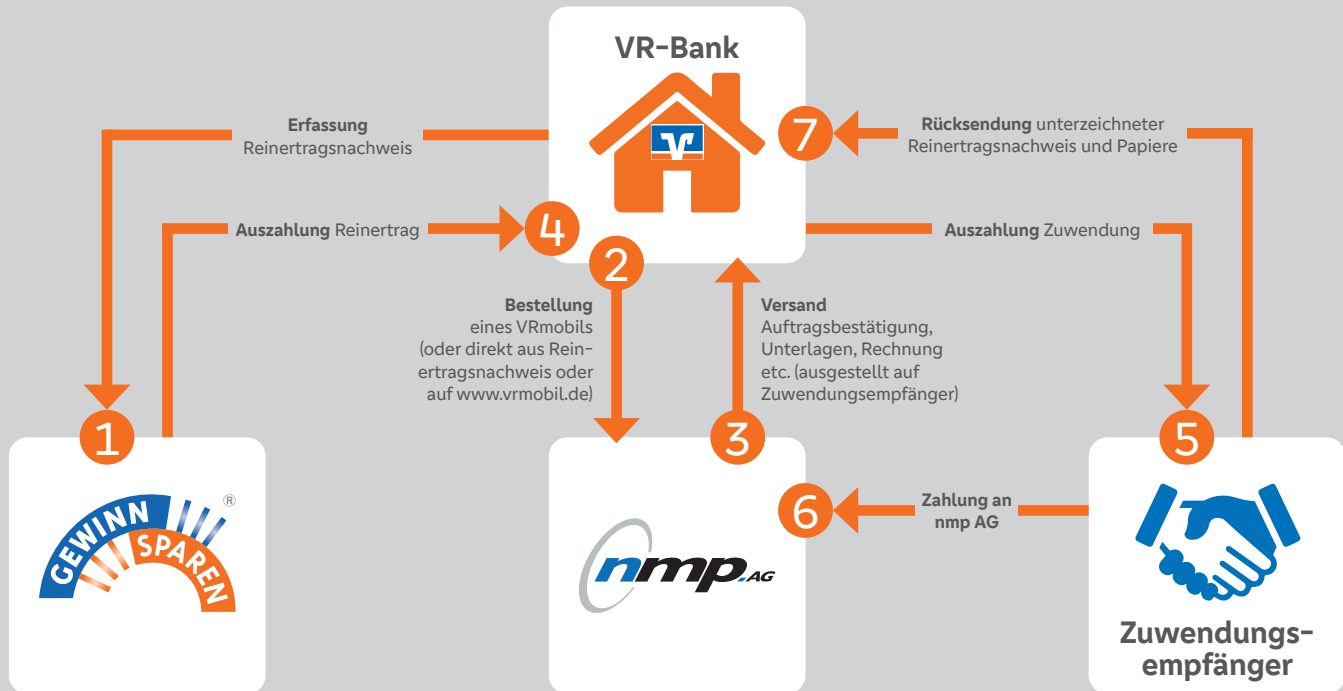 VR-Bank
Erfassung
Reinertragsnachweis
7
Rücksendung unterzeichneter
Reinertragsnachweis und Papiere
Auszahlung Reinertrag
4
Auszahlung Zuwendung
2
Bestellung
eines VRmobils
(oder direkt aus Rein-
ertragsnachweis oder
auf www.vrmobil.de)
Versand
Auftragsbestätigung,
Unterlagen, Rechnung
etc. (ausgestellt auf
Zuwendungsempfänger)
1
3
5
GEWINN
SPAREN
®
nmp.AG
6
Zahlung an
nmp AG
Zuwendungs-
empfänger